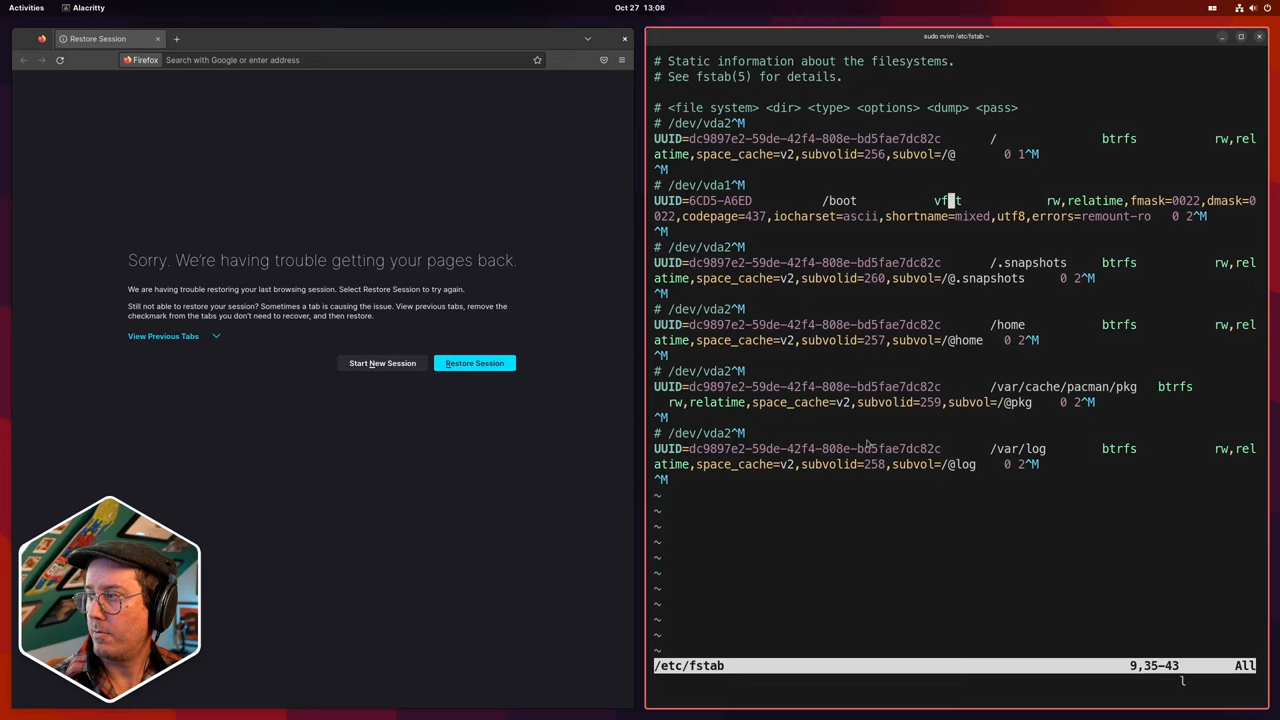 Activities Alacritty Oct 27 13:08
Restore Session
Firefox Search with Google or enter address
Sorry. We're having trouble getting your pages back.
We are having trouble restoring your last browsing session. Select Restore Session to try again.
Still not able to restore your session? Sometimes a tab is causing the issue. View previous tabs, remove the
checkmark from the tabs you don't need to recover, and then restore.
View Previous Tabs
Start New Session Restore Session
sudo nvim /etc/fstab ~
# Static information about the filesystems.
# See fstab(5) for details.
# <file system> <dir> <type> <options> <dump> <pass>
# /dev/vda2^M
UUID=dc9897e2-59de-42f4-808e-bd5fae7dc82c / btrfs rw,rel
atime,space_cache=v2,subvolid=256,subvol=/@ 0 1^M
^M
# /dev/vda1^M
UUID=6CD5-A6ED /boot vfat rw,relatime,fmask=0022,dmask=0
022,codepage=437,iocharset=ascii,shortname=mixed,utf8,errors=remount-ro 0 2^M
^M
# /dev/vda2^M
UUID=dc9897e2-59de-42f4-808e-bd5fae7dc82c /.snapshots btrfs rw,rel
atime,space_cache=v2,subvolid=260,subvol=/@.snapshots 0 2^M
^M
# /dev/vda2^M
UUID=dc9897e2-59de-42f4-808e-bd5fae7dc82c /home btrfs rw,rel
atime,space_cache=v2,subvolid=257,subvol=/@home 0 2^M
^M
# /dev/vda2^M
UUID=dc9897e2-59de-42f4-808e-bd5fae7dc82c /var/cache/pacman/pkg btrfs
rw,relatime,space_cache=v2,subvolid=259,subvol=/@pkg 0 2^M
^M
# /dev/vda2^M
UUID=dc9897e2-59de-42f4-808e-bd5fae7dc82c /var/log btrfs rw,rel
atime,space_cache=v2,subvolid=258,subvol=/@log 0 2^M
^M
~
~
~
~
~
~
~
~
~
~
~
/etc/fstab 9,35-43 All
l